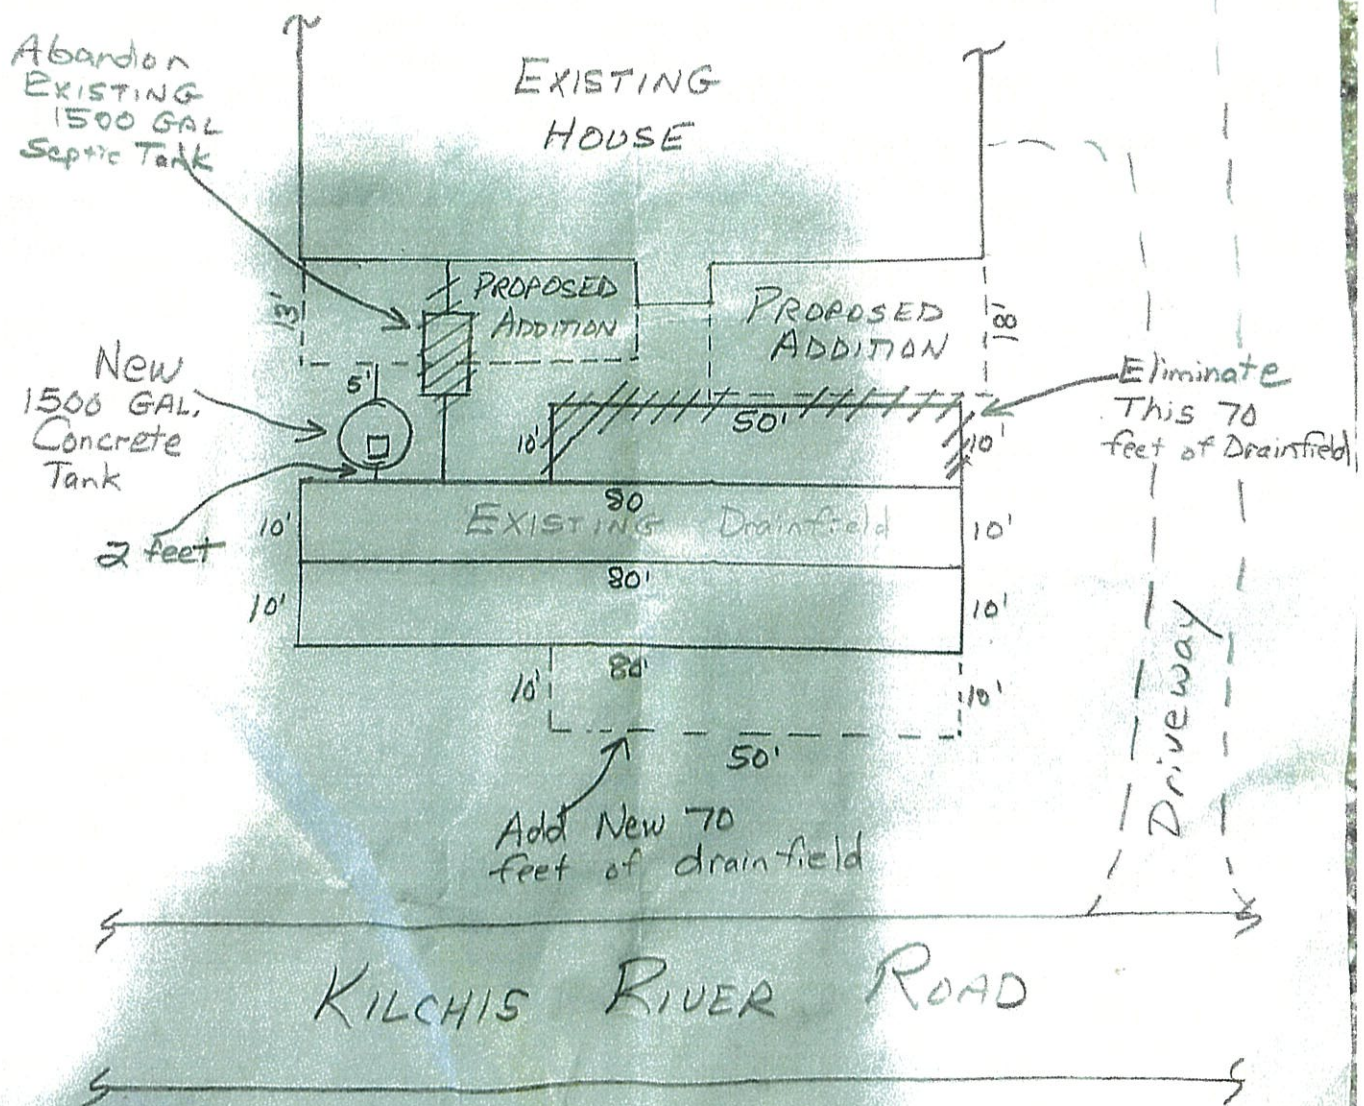 Abandon
EXISTING
1500 GAL
Septic Tank
EXISTING
HOUSE
13'
PROPOSED
ADDITION
PROPOSED
ADDITION
18'
New
1500 GAL.
Concrete
Tank
5'
2 feet
Eliminate
This 70
feet of Drainfield
50'
10'
10'
80
10'
EXISTING Drainfield
10'
80'
10'
10'
80'
10'
10'
50'
Add New 70
feet of drainfield
Driveway
KILCHIS RIVER ROAD